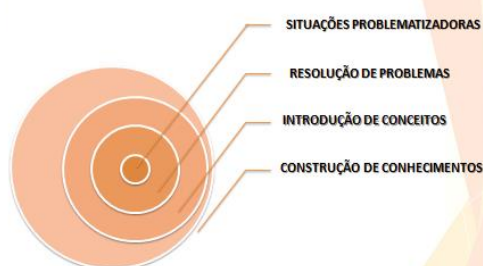 SITUAÇÕES PROBLEMATIZADORAS
RESOLUÇÃO DE PROBLEMAS
INTRODUÇÃO DE CONCEITOS
CONSTRUÇÃO DE CONHECIMENTOS